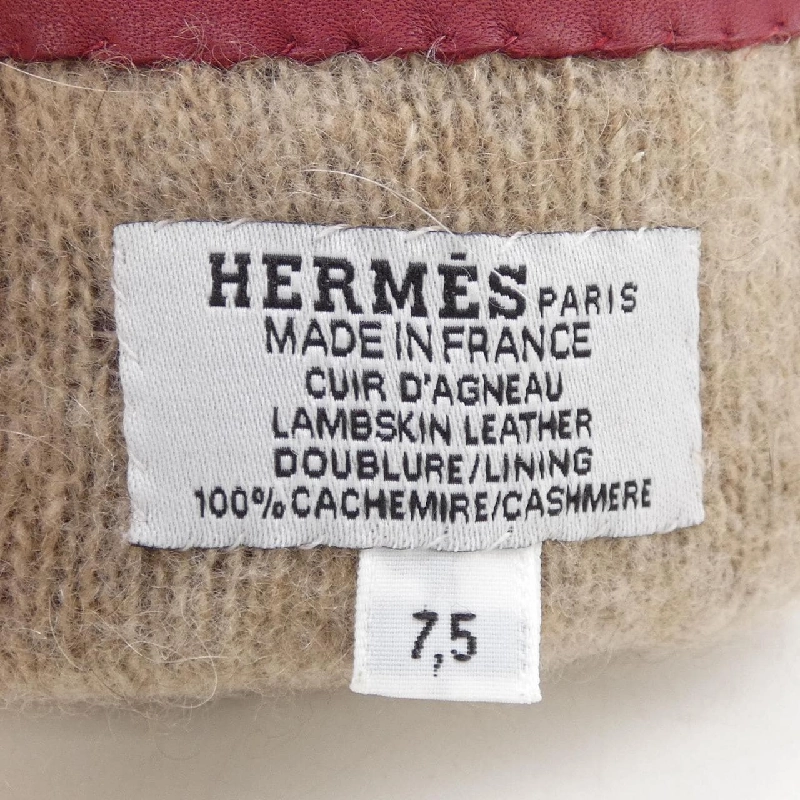 HERMÈS PARIS
MADE IN FRANCE
CUIR D'AGNEAU
LAMBSKIN LEATHER
DOUBLURE/LINING
100% CACHEMIRE/CASHMERE
7,5